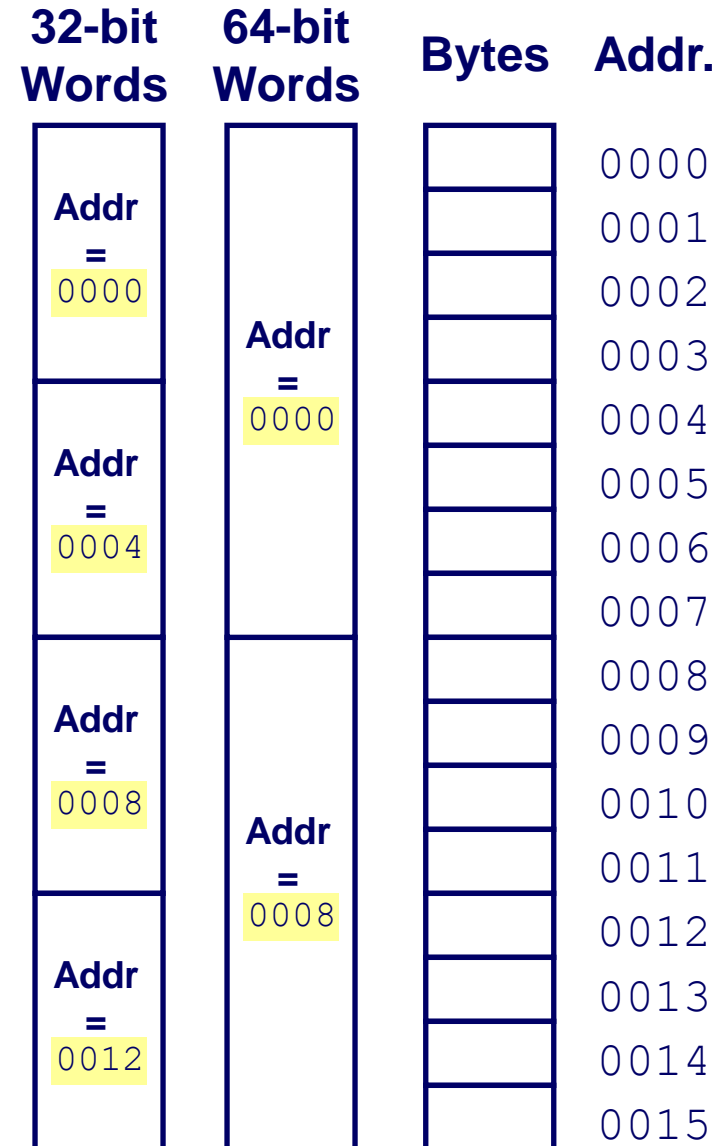 32-bit
Words
64-bit
Words
Bytes
Addr.
Addr
=
0000
Addr
=
0004
Addr
=
0008
Addr
=
0012
Addr
=
0000
Addr
=
0008
0000
0001
0002
0003
0004
0005
0006
0007
0008
0009
0010
0011
0012
0013
0014
0015